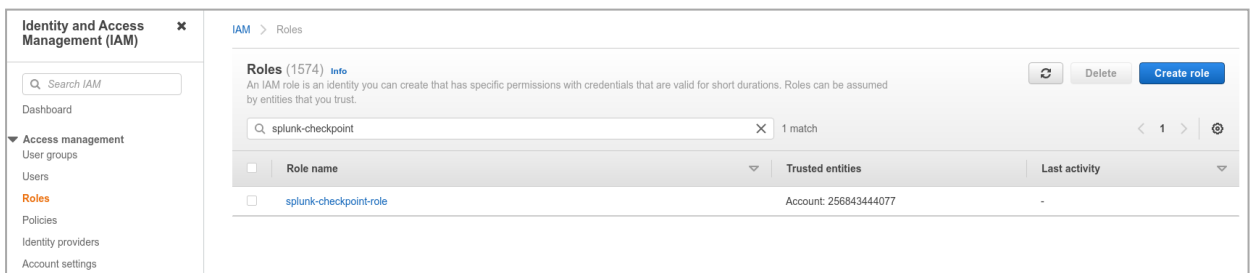 Identity and Access
Management (IAM)
Search IAM
Dashboard
Access management
User groups
Users
Roles
Policies
Identity providers
Account settings
IAM > Roles
Roles (1574) Info
An IAM role is an identity you can create that has specific permissions with credentials that are valid for short durations. Roles can be assumed
by entities that you trust.
Delete
Create role
splunk-checkpoint
1 match
1
Role name
Trusted entities
Last activity
splunk-checkpoint-role
Account: 256843444077
-